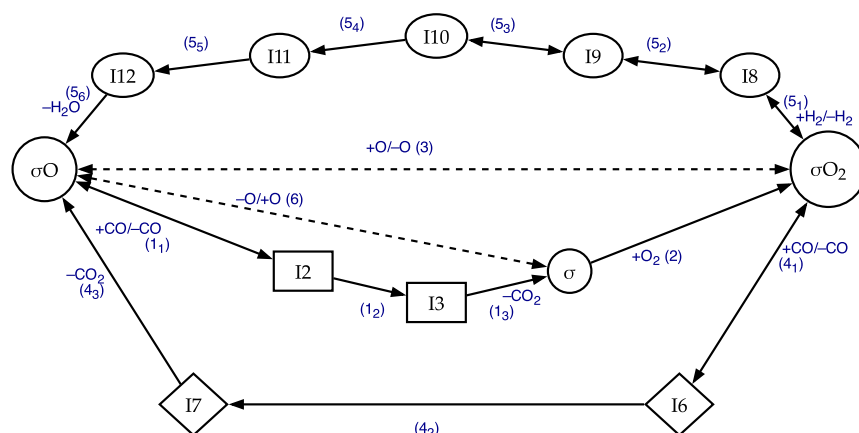 I10
(5₄)
(5₃)
(5₅)
I11
I9
(5₂)
I12
I8
(5₆)
–H₂O
(5₁)
+H₂/–H₂
+O/–O (3)
σO
σO₂
–O/+O (6)
+CO/–CO
(1₁)
+O₂ (2)
+CO/–CO
(4₁)
I2
σ
–CO₂
(4₃)
I3
–CO₂
(1₃)
(1₂)
I7
I6
(4₂)